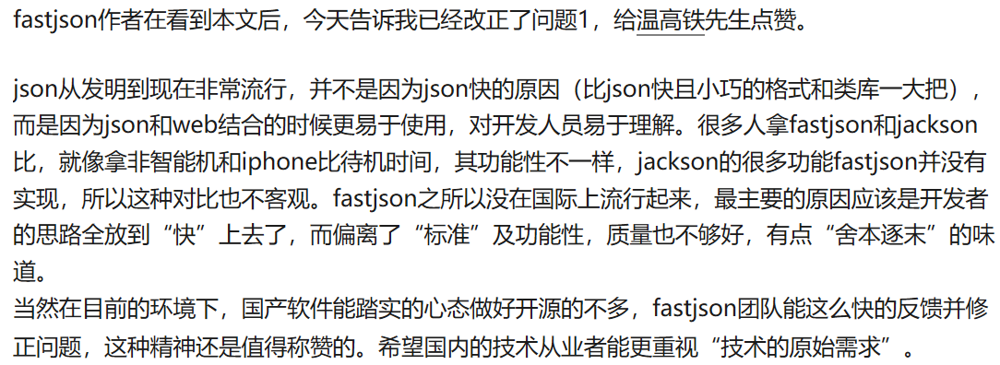 fastjson作者在看到本文后，今天告诉我已经改正了问题1，给温高铁先生点赞。
json从发明到现在非常流行，并不是因为json快的原因（比json快且小巧的格式和类库一大把），
而是因为json和web结合的时候更易于使用，对开发人员易于理解。很多人拿fastjson和jackson
比，就像拿非智能机和iphone比待机时间，其功能性不一样，jackson的很多功能fastjson并没有
实现，所以这种对比也不客观。fastjson之所以没在国际上流行起来，最主要的原因应该是开发者
的思路全放到“快”上去了，而偏离了“标准”及功能性，质量也不够好，有点“舍本逐末”的味
道。
当然在目前的环境下，国产软件能踏实的心态做好开源的不多，fastjson团队能这么快的反馈并修
正问题，这种精神还是值得称赞的。希望国内的技术从业者能更重视“技术的原始需求”。